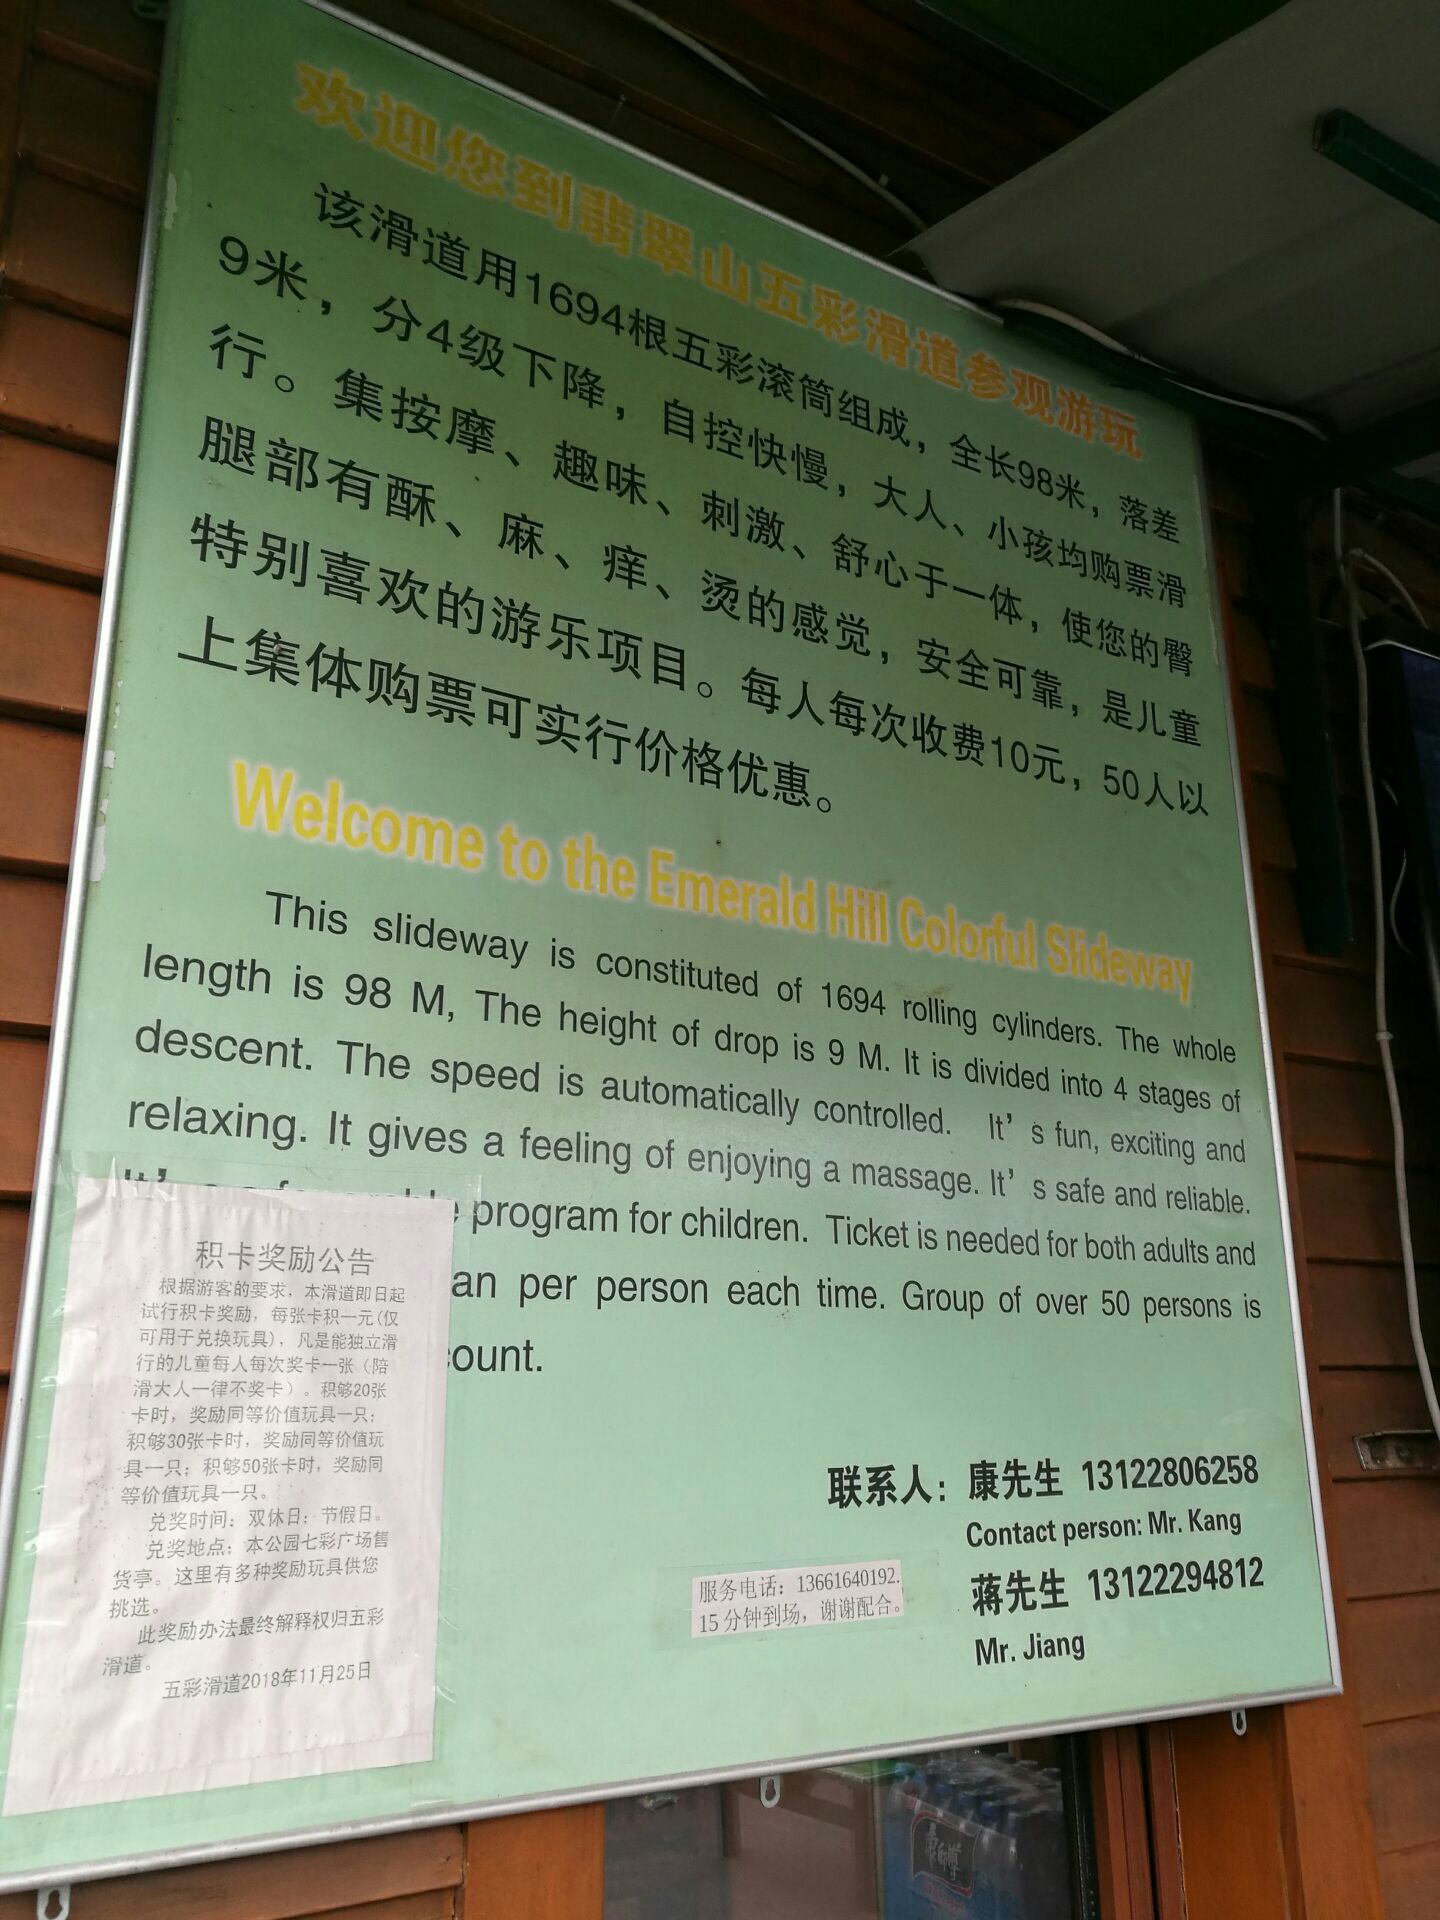 欢迎您到翡翠山五彩滑道参观游玩
该滑道用1694根五彩滚筒组成，全长98米，落差
9米，分4级下降，自控快慢，大人、小孩均购票滑
行。集按摩、趣味、刺激、舒心于一体，使您的臀
腿部有酥、麻、痒、烫的感觉，安全可靠，是儿童
特别喜欢的游乐项目。每人每次收费10元，50人以
上集体购票可实行价格优惠。
Welcome to the Emerald Hill Colorful Slideway
This slideway is constituted of 1694 rolling cylinders. The whole
length is 98 M, The height of drop is 9 M. It is divided into 4 stages of
descent. The speed is automatically controlled. It's fun, exciting and
relaxing. It gives a feeling of enjoying a massage. It's safe and reliable.
program for children. Ticket is needed for both adults and
an per person each time. Group of over 50 persons is
count.
积卡奖励公告
根据游客的要求，本滑道即日起
试行积卡奖励，每张卡积一元(仅
可用于兑换玩具)，凡是能独立滑
行的儿童每人每次奖卡一张（陪
滑大人一律不奖卡）。积够20张
卡时，奖励同等价值玩具一只；
积够30张卡时，奖励同等价值玩
具一只；积够50张卡时，奖励同
等价值玩具一只。
兑奖时间：双休日；节假日。
兑奖地点：本公园七彩广场售
货亭。这里有多种奖励玩具供您
挑选。
此奖励办法最终解释权归五彩
滑道。
五彩滑道2018年11月25日
联系人：康先生 13122806258
Contact person: Mr. Kang
蒋先生 13122294812
Mr. Jiang
服务电话：13661640192.
15分钟到场，谢谢配合。
康师傅